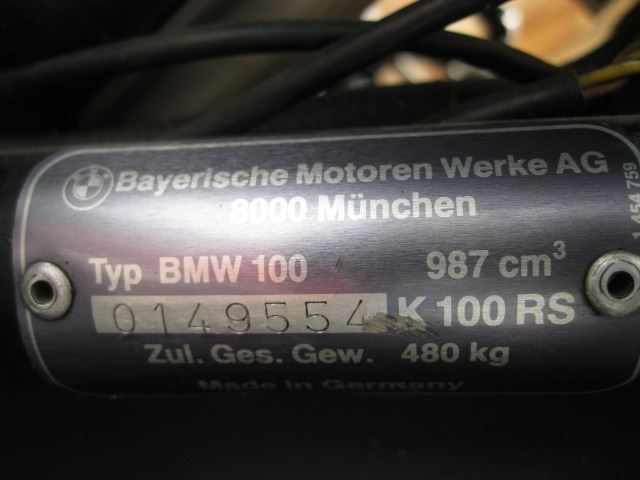 Bayerische Motoren Werke AG
8000 München
Typ BMW 100 987 cm³
0149554 K 100 RS
Zul. Ges. Gew. 480 kg
Made in Germany
1 454 759